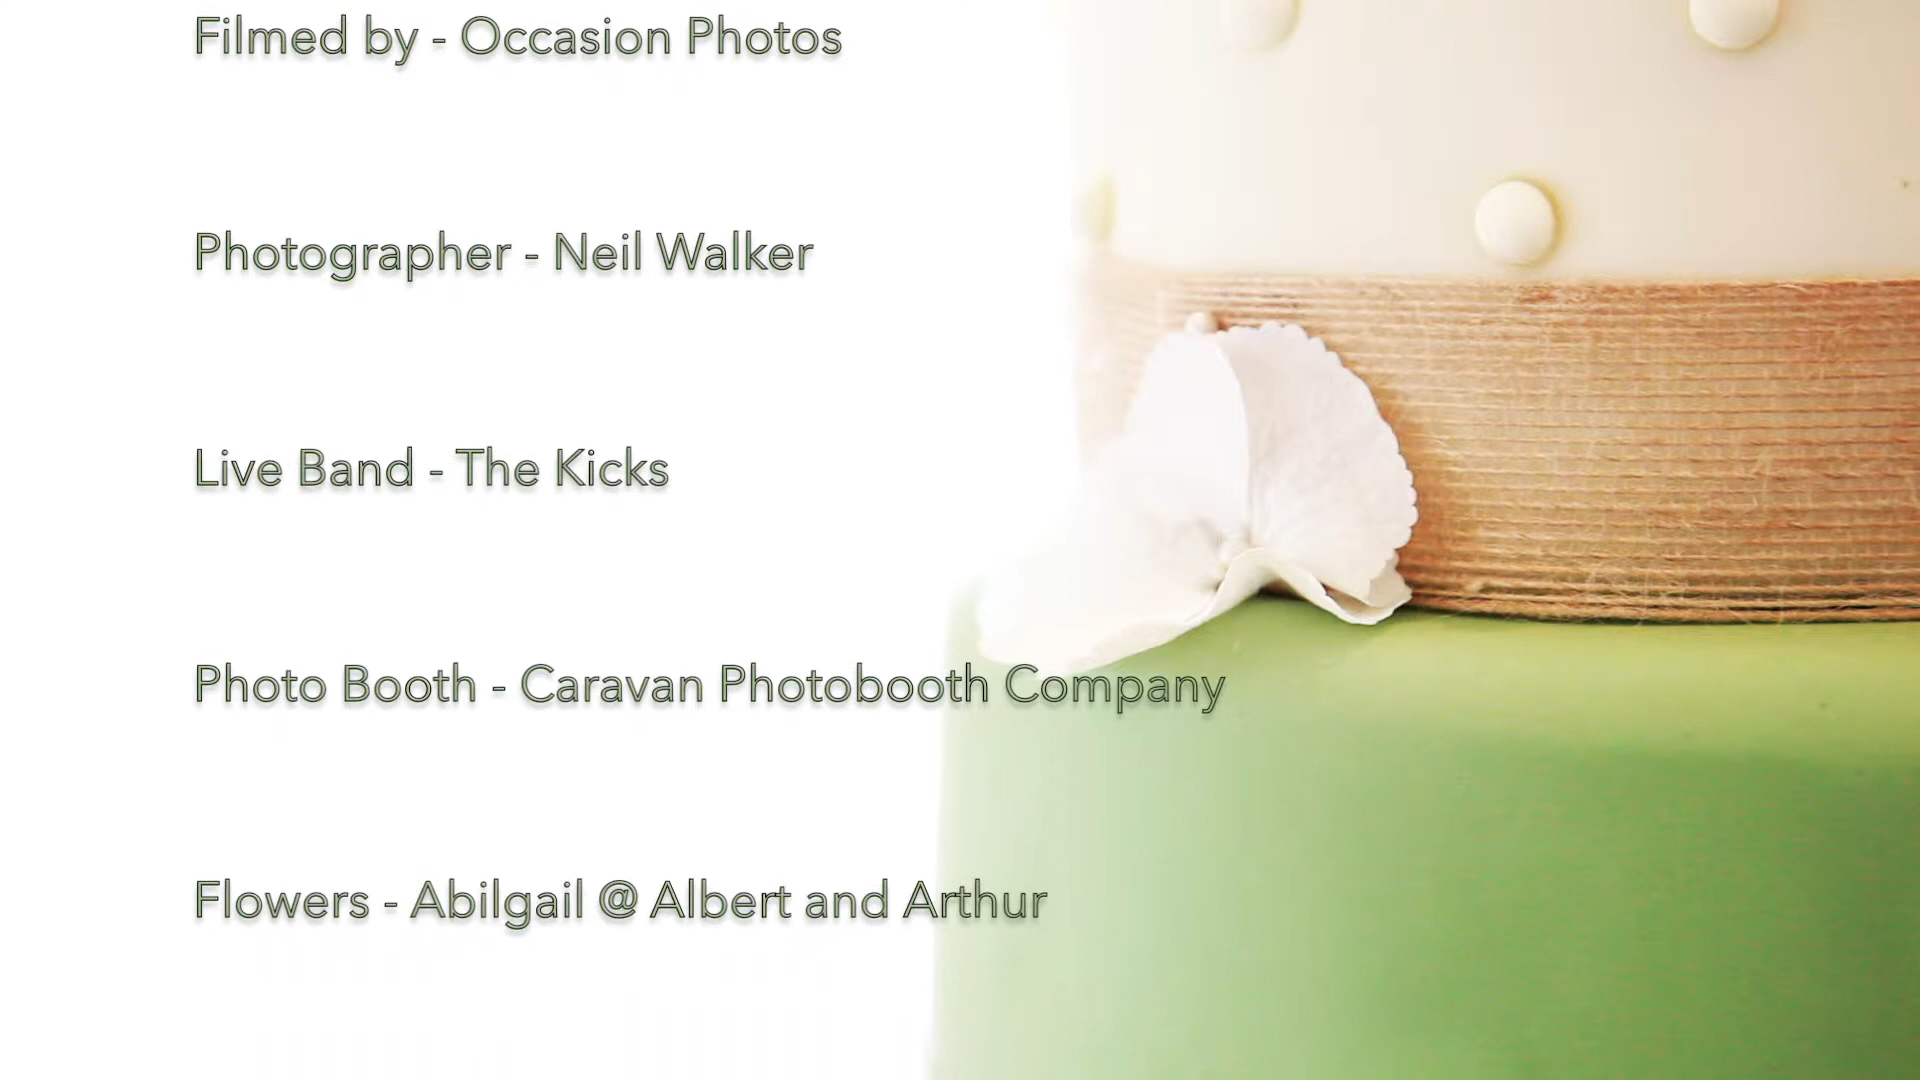 Filmed by - Occasion Photos
Photographer - Neil Walker
Live Band - The Kicks
Photo Booth - Caravan Photobooth Company
Flowers - Abilgail @ Albert and Arthur